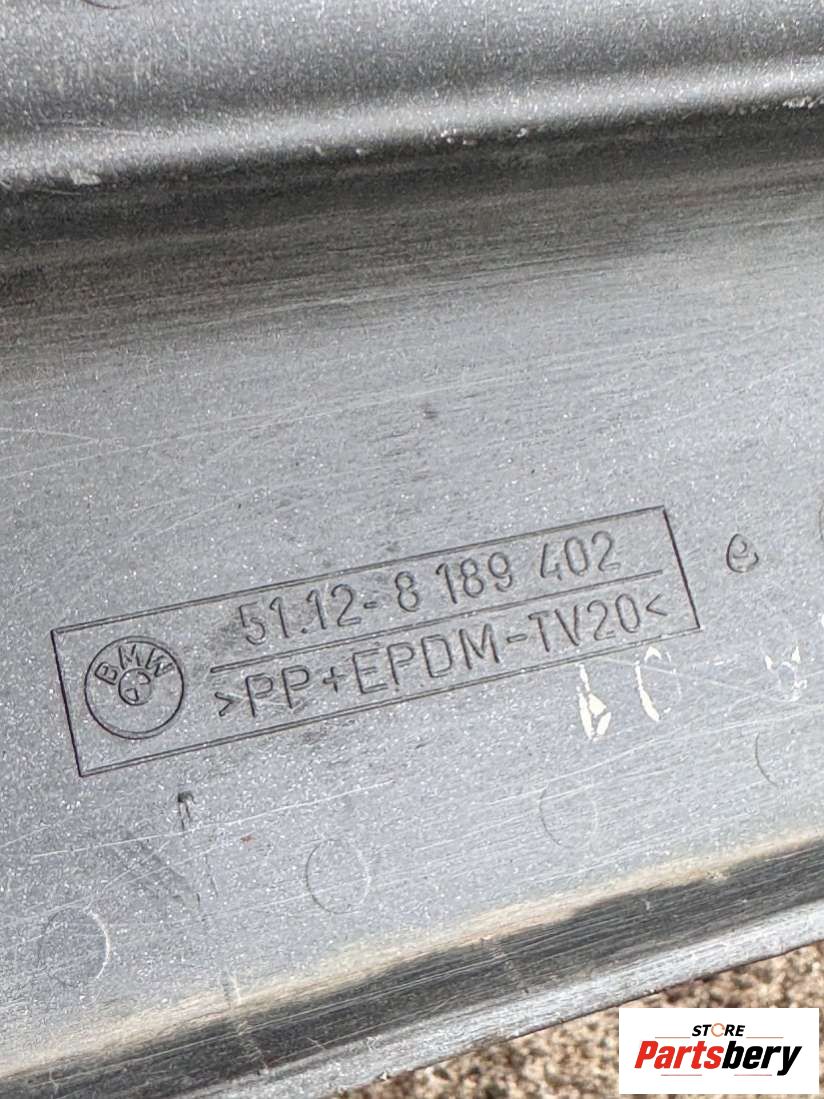 51.12-8 189 402
BMW
>PP+EPDM-TV20<
STORE
Partsbery